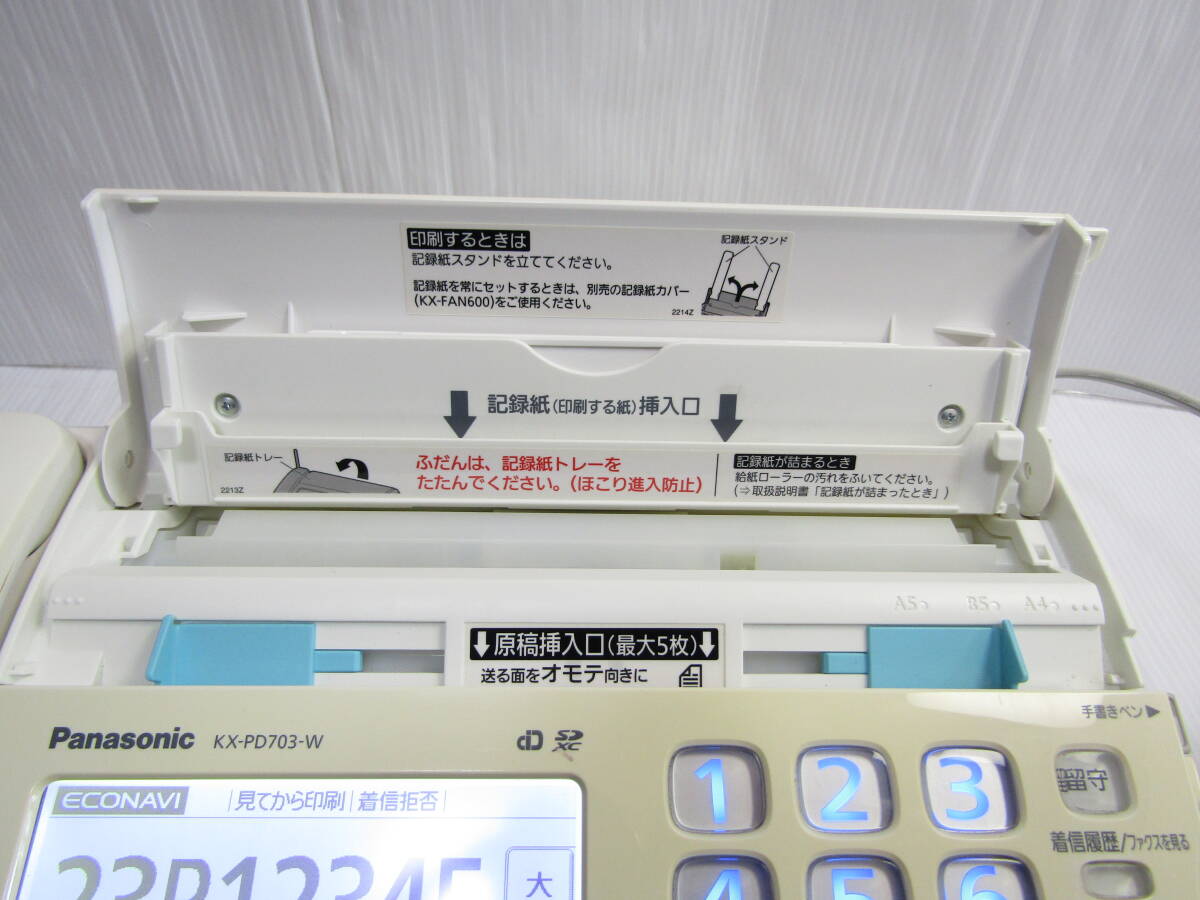 印刷するときは
記録紙スタンドを立ててください。
記録紙を常にセットするときは、別売の記録紙カバー
(KX-FAN600)をご使用ください。
記録紙スタンド
2214Z
記録紙(印刷する紙)挿入口
記録紙トレー
2213Z
ふだんは、記録紙トレーを
たたんでください。(ほこり進入防止)
記録紙が詰まるとき
給紙ローラーの汚れをふいてください。
(⇒取扱説明書「記録紙が詰まったとき」)
A5 B5 A4
↓原稿挿入口(最大5枚)↓
送る面をオモテ向きに
手書きペン▶
Panasonic KX-PD703-W
SD XC
ECONAVI 見てから印刷 着信拒否
大
1 2 3
留守
着信履歴/ファクスを見る
4 5 6